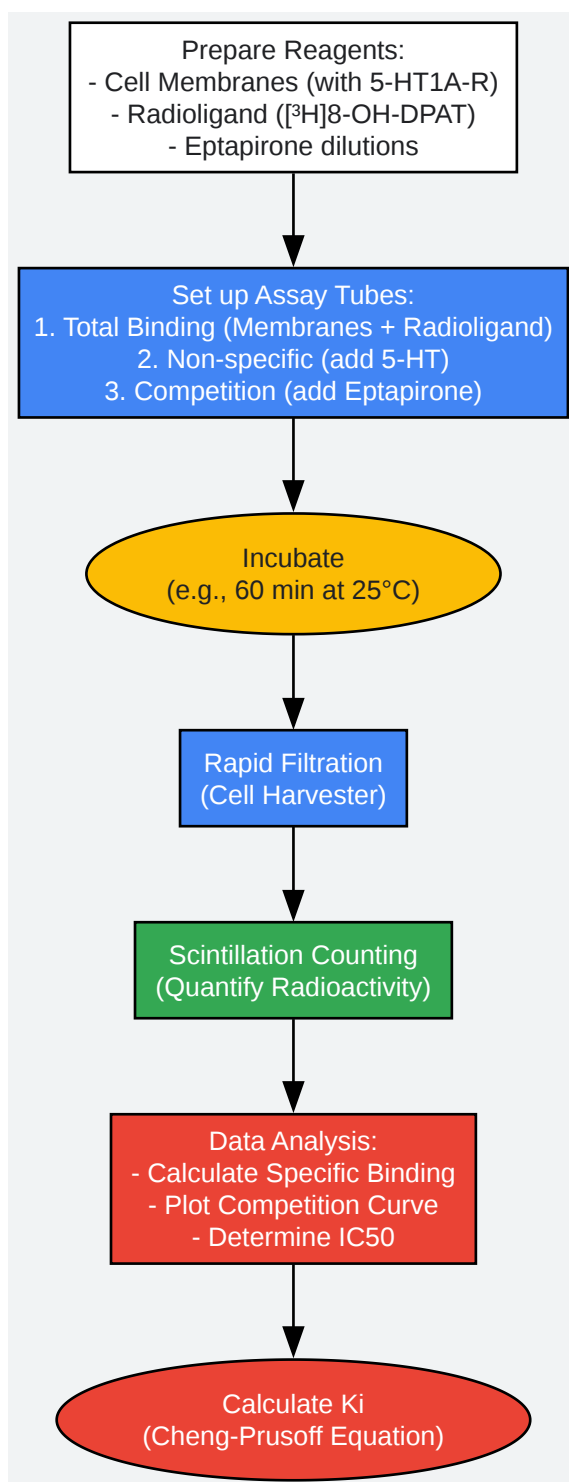 Prepare Reagents:
- Cell Membranes (with 5-HT1A-R)
- Radioligand ([³H]8-OH-DPAT)
- Eptapirone dilutions
Set up Assay Tubes:
1. Total Binding (Membranes + Radioligand)
2. Non-specific (add 5-HT)
3. Competition (add Eptapirone)
Incubate
(e.g., 60 min at 25°C)
Rapid Filtration
(Cell Harvester)
Scintillation Counting
(Quantify Radioactivity)
Data Analysis:
- Calculate Specific Binding
- Plot Competition Curve
- Determine IC50
Calculate Ki
(Cheng-Prusoff Equation)